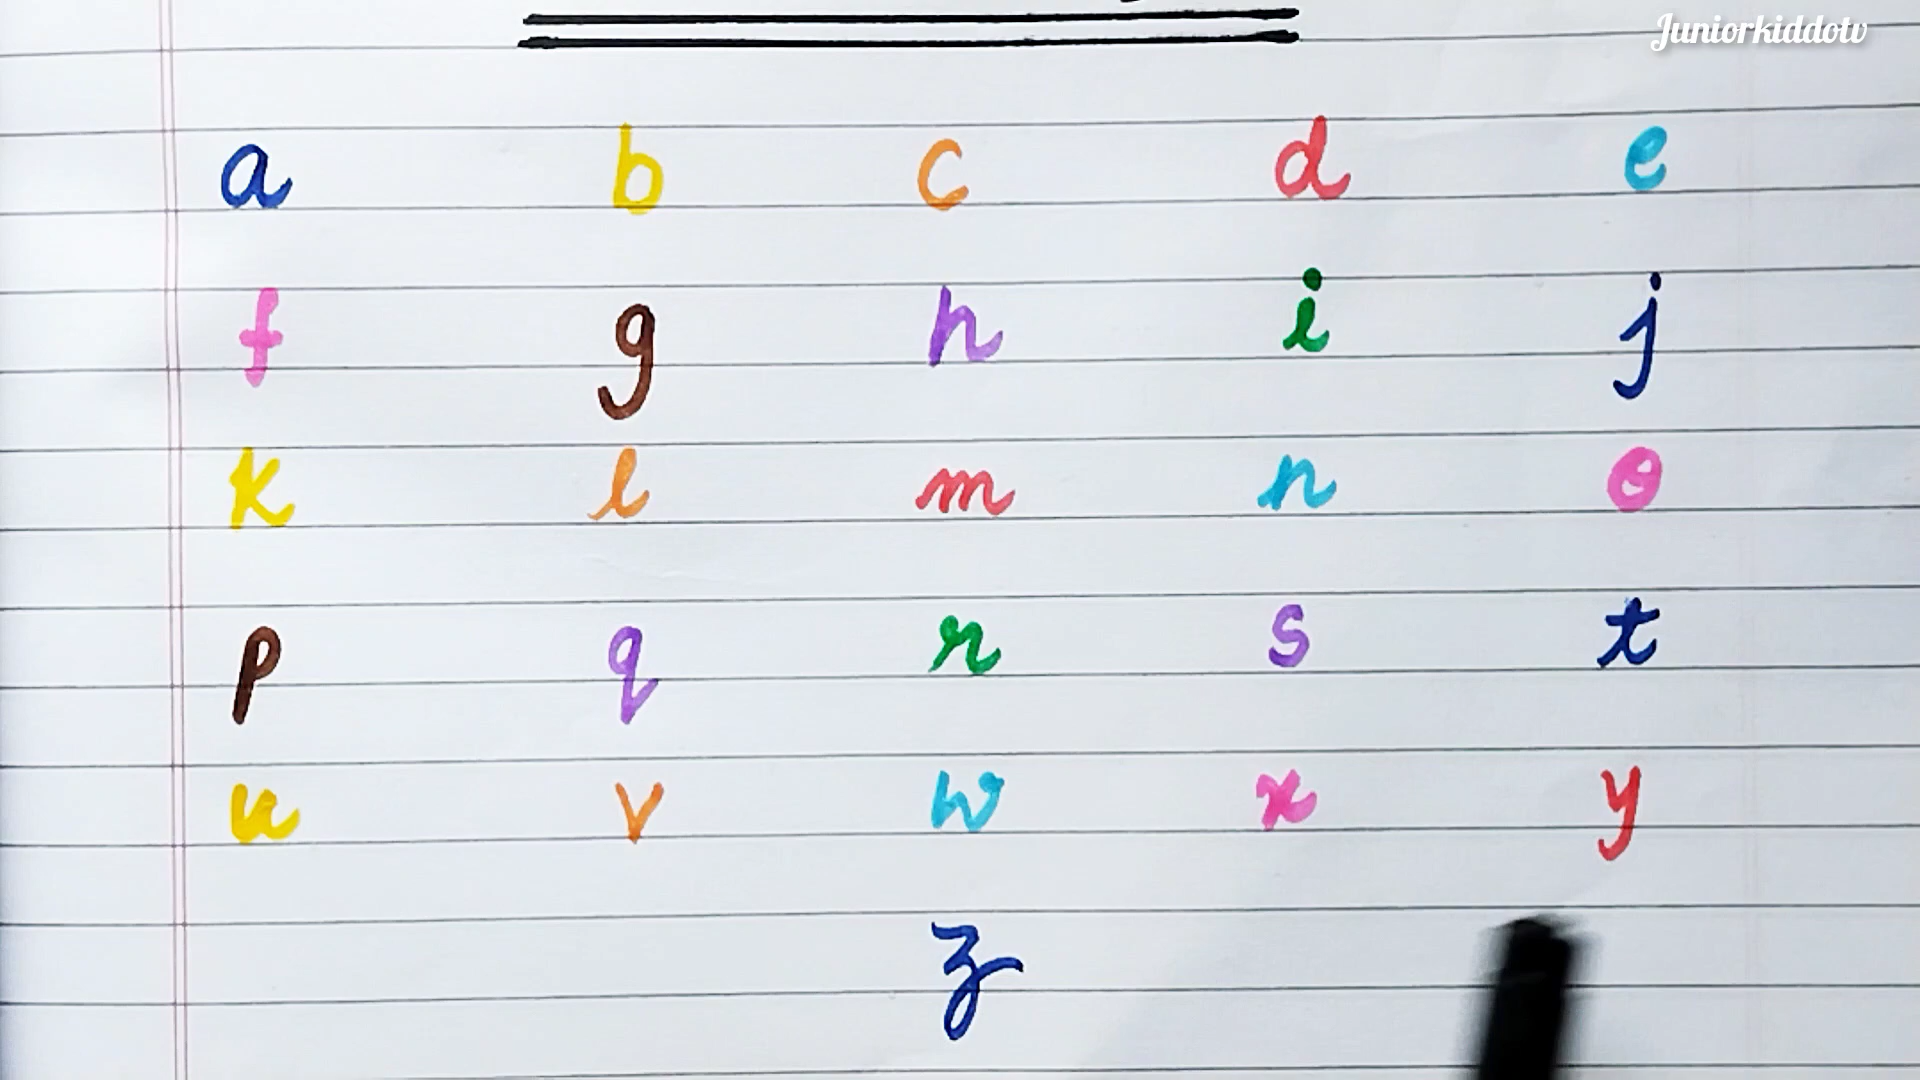 Juniorkiddotv
a b c d e
f g h i j
k l m n o
p q r s t
u v w x y
z